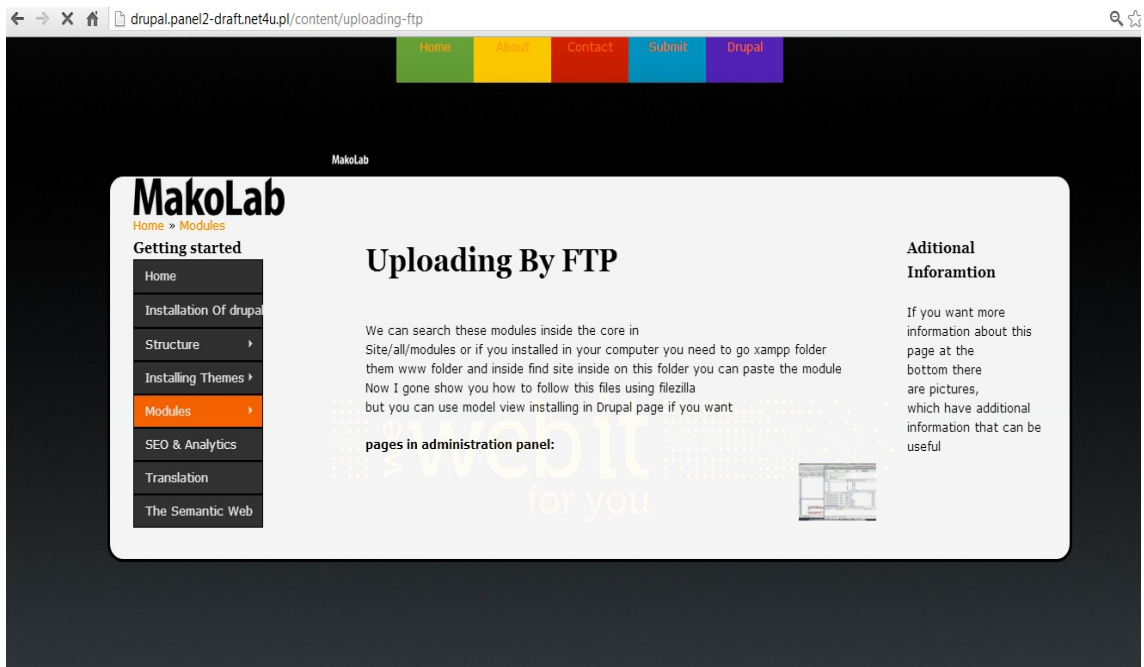 drupal.panel2-draft.net4u.pl/content/uploading-ftp
Home
About
Contact
Submit
Drupal
MakoLab
MakoLab
Home » Modules
Getting started
Home
Installation Of drupal
Structure
Installing Themes
Modules
SEO & Analytics
Translation
The Semantic Web
Uploading By FTP
We can search these modules inside the core in
Site/all/modules or if you installed in your computer you need to go xampp folder
them www folder and inside find site inside on this folder you can paste the module
Now I gone show you how to follow this files using filezilla
but you can use model view installing in Drupal page if you want
pages in administration panel:
we
web it
for you
Aditional
Inforamtion
If you want more
information about this
page at the
bottom there
are pictures,
which have additional
information that can be
useful